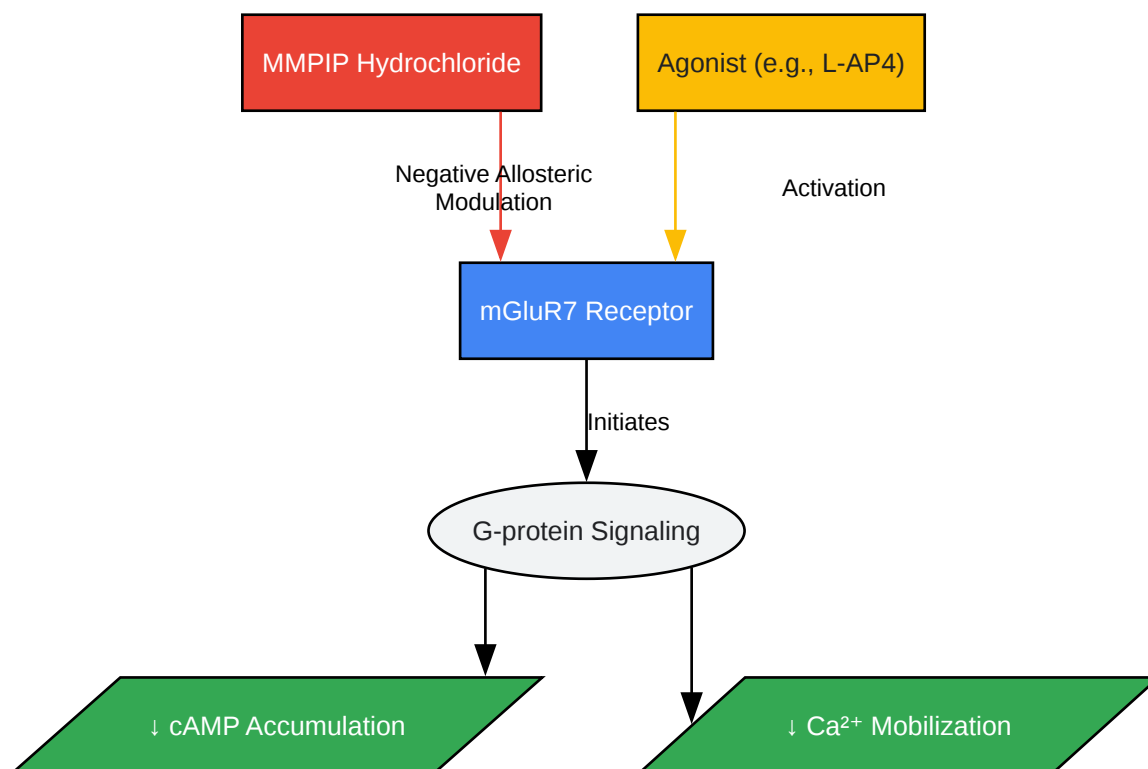 MMPIP Hydrochloride
Agonist (e.g., L-AP4)
Negative Allosteric
Modulation
Activation
mGluR7 Receptor
Initiates
G-protein Signaling
↓ cAMP Accumulation
↓ Ca²⁺ Mobilization